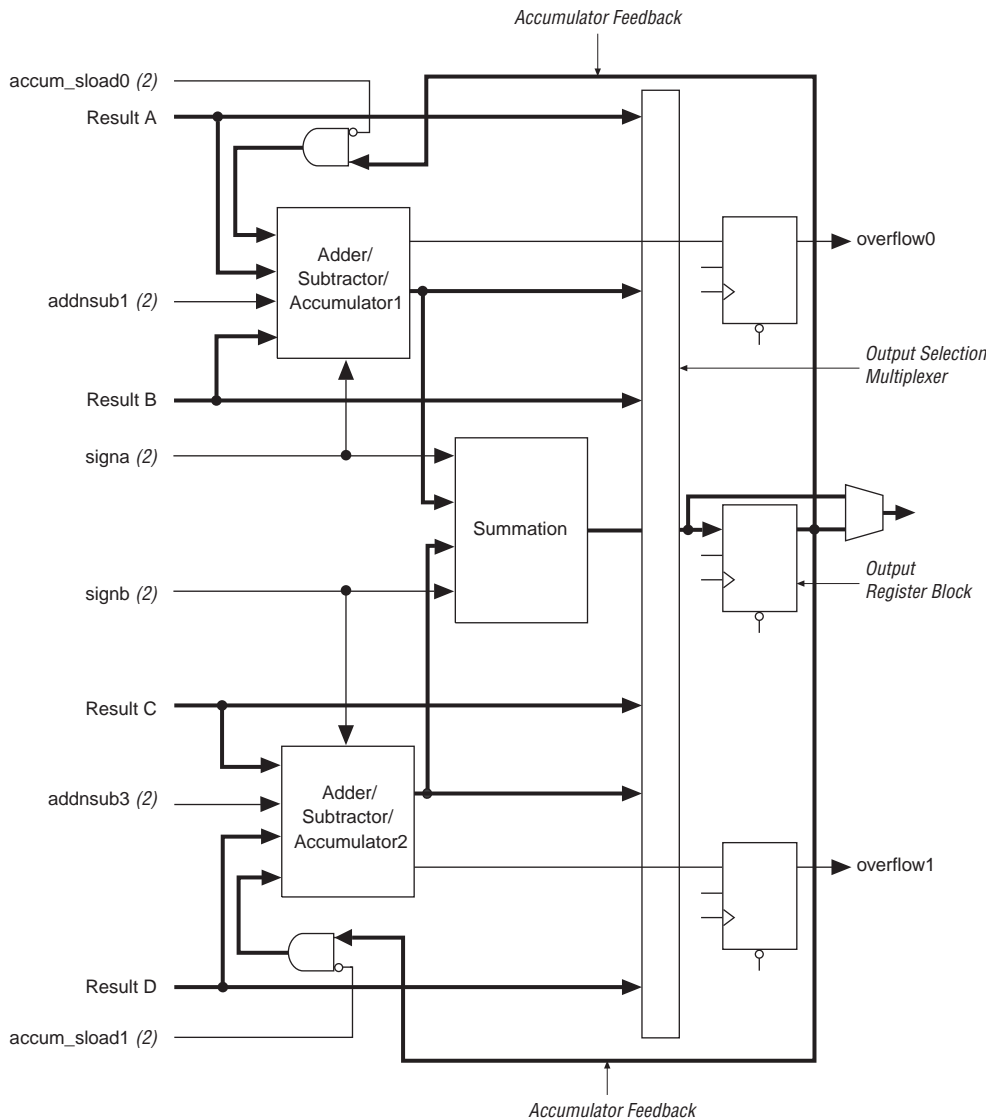 Accumulator Feedback
accum_sload0 (2)
Result A
Adder/
Subtractor/
Accumulator1
overflow0
addnsub1 (2)
Output Selection
Multiplexer
Result B
signa (2)
Summation
signb (2)
Output
Register Block
Result C
Adder/
Subtractor/
Accumulator2
addnsub3 (2)
overflow1
Result D
accum_sload1 (2)
Accumulator Feedback